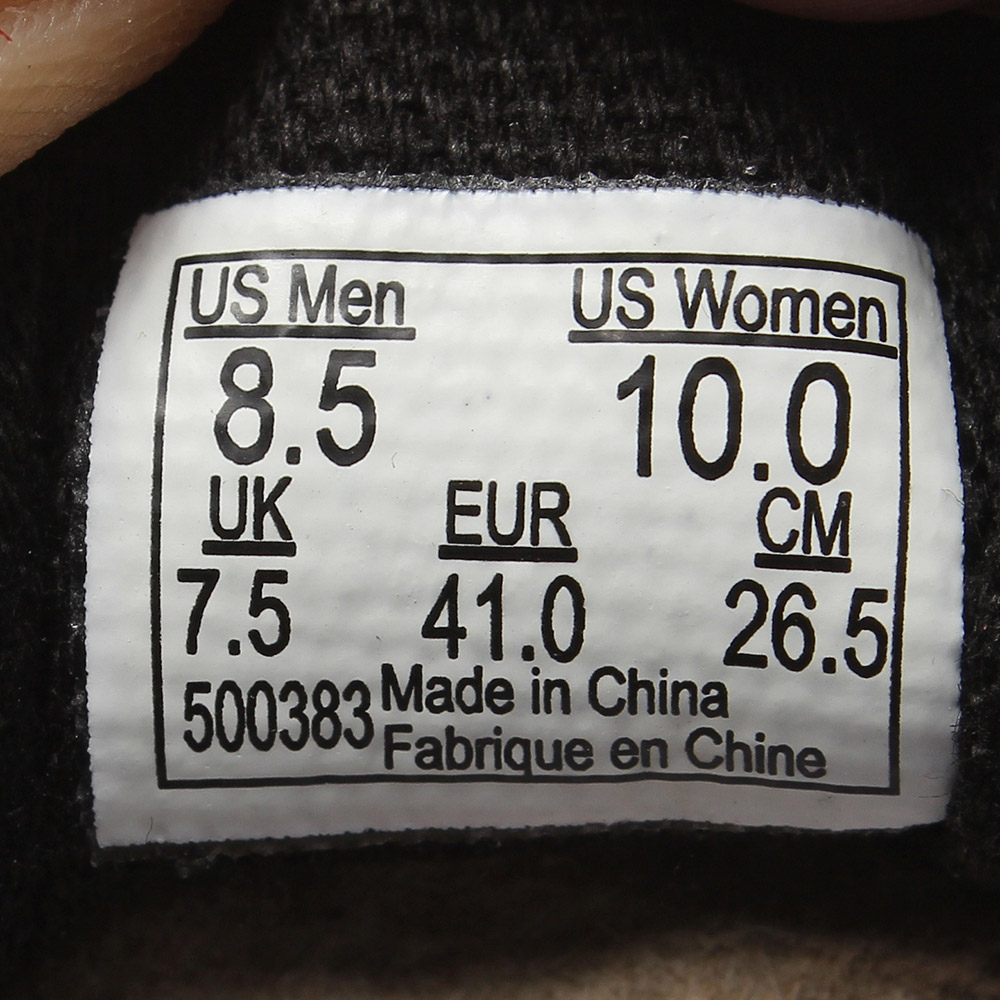 US Men US Women
8.5 10.0
UK EUR CM
7.5 41.0 26.5
500383 Made in China
Fabrique en Chine